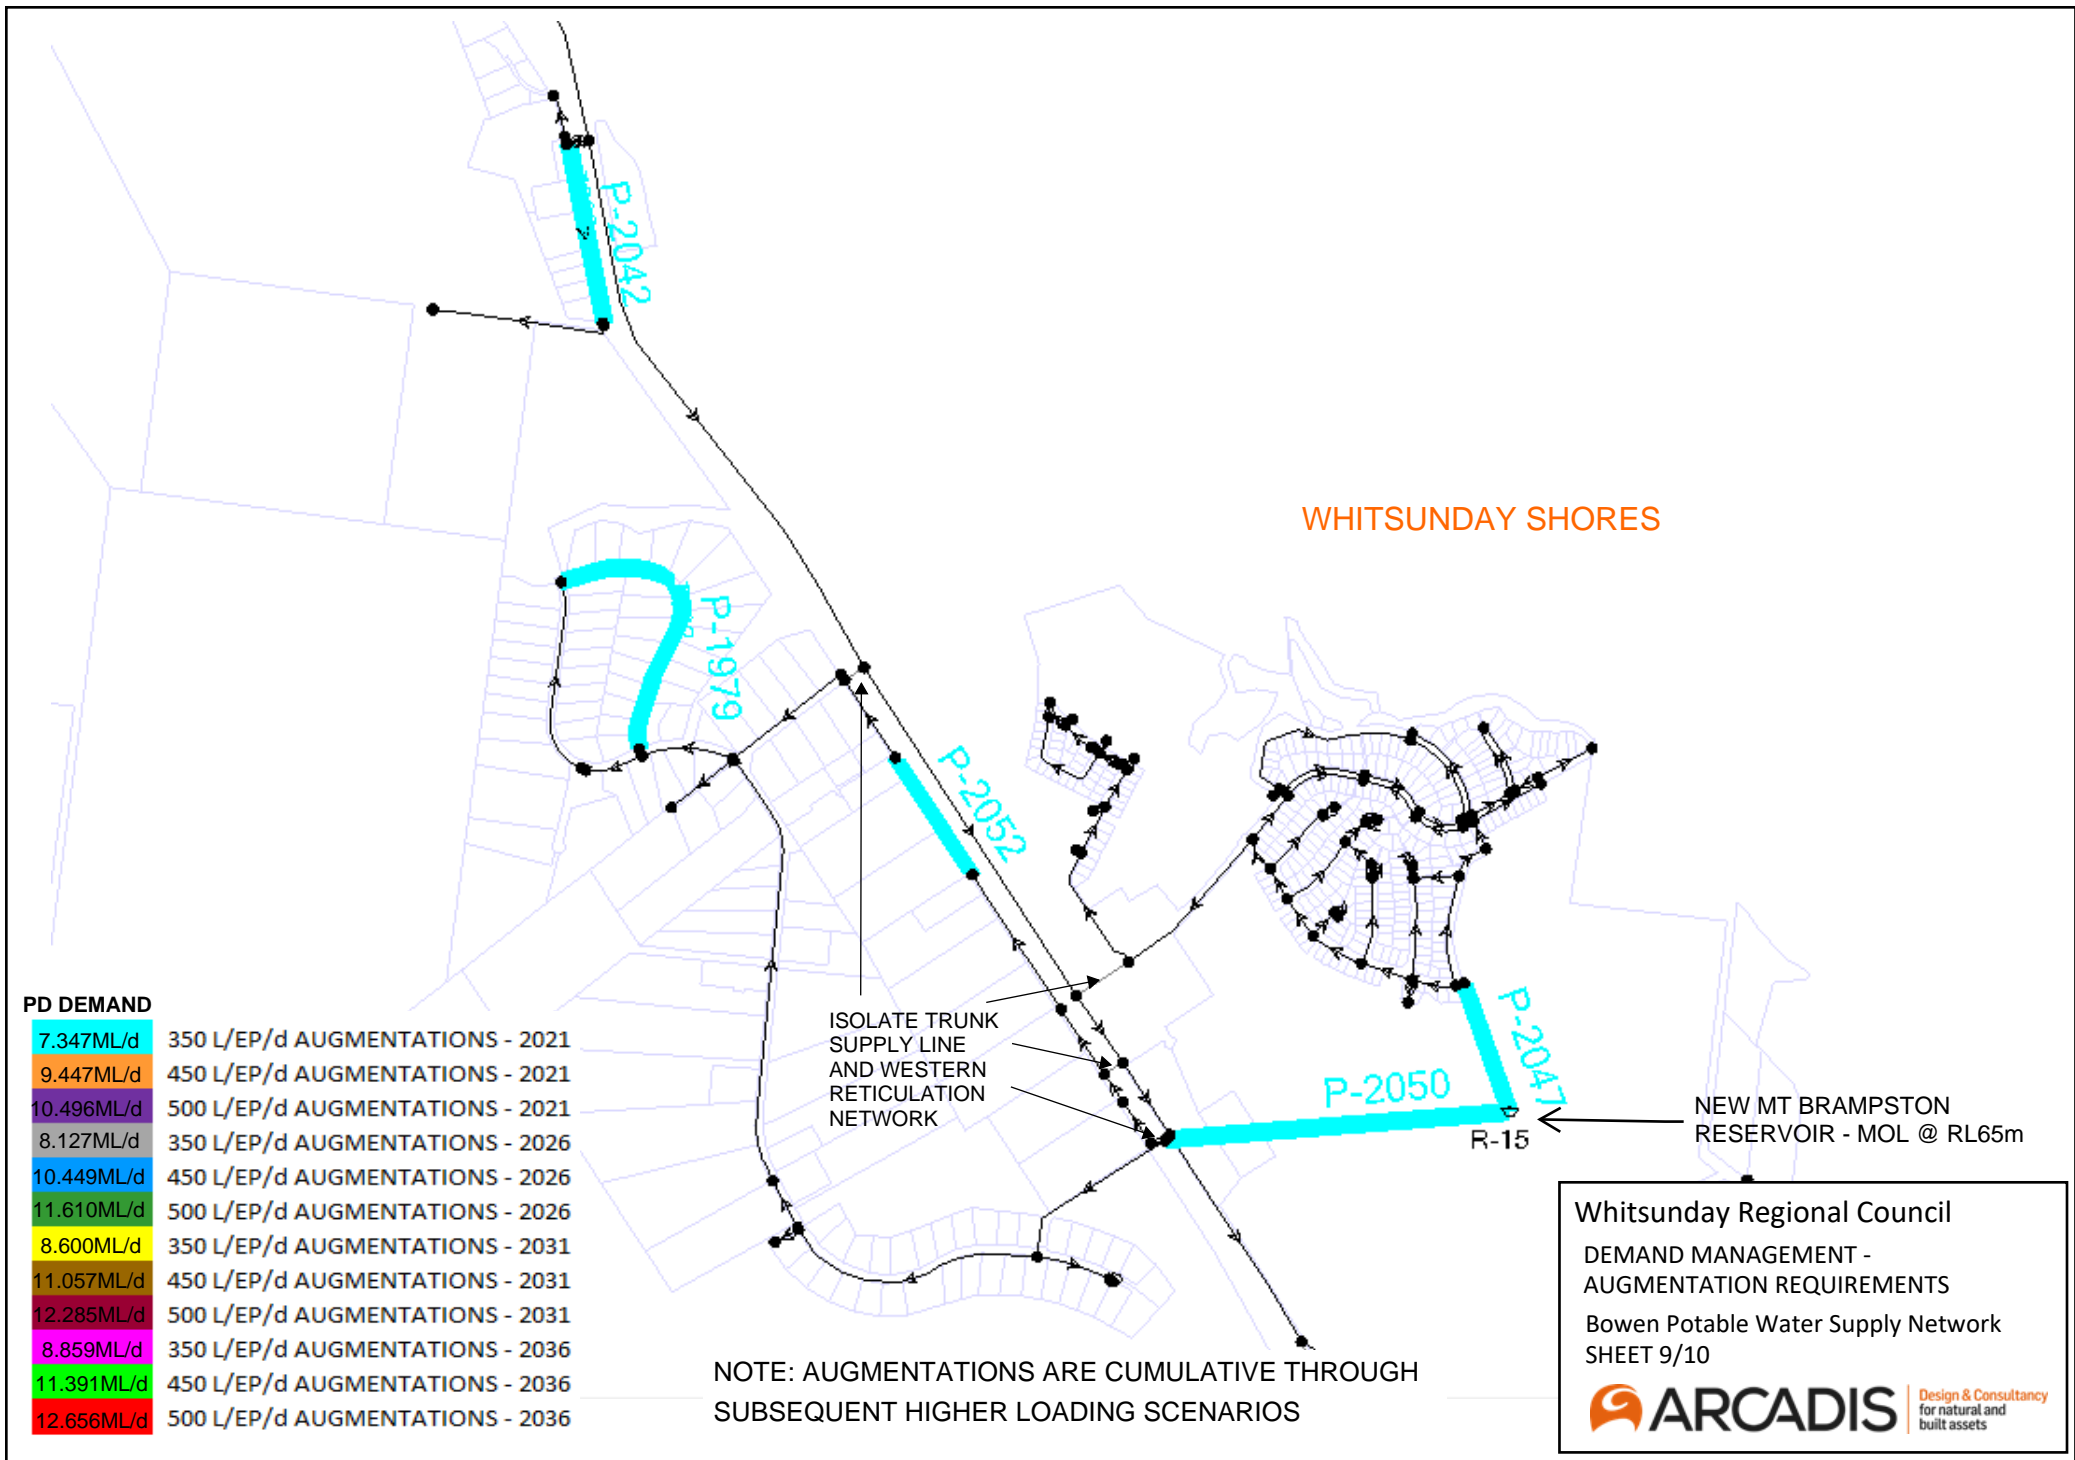 P-2042
WHITSUNDAY SHORES
P-1979
P-2052
ISOLATE TRUNK
SUPPLY LINE
AND WESTERN
RETICULATION
NETWORK
P-2047
P-2050
R-15
NEW MT BRAMPSTON
RESERVOIR - MOL @ RL65m
PD DEMAND
7.347ML/d 350 L/EP/d AUGMENTATIONS - 2021
9.447ML/d 450 L/EP/d AUGMENTATIONS - 2021
10.496ML/d 500 L/EP/d AUGMENTATIONS - 2021
8.127ML/d 350 L/EP/d AUGMENTATIONS - 2026
10.449ML/d 450 L/EP/d AUGMENTATIONS - 2026
11.610ML/d 500 L/EP/d AUGMENTATIONS - 2026
8.600ML/d 350 L/EP/d AUGMENTATIONS - 2031
11.057ML/d 450 L/EP/d AUGMENTATIONS - 2031
12.285ML/d 500 L/EP/d AUGMENTATIONS - 2031
8.859ML/d 350 L/EP/d AUGMENTATIONS - 2036
11.391ML/d 450 L/EP/d AUGMENTATIONS - 2036
12.656ML/d 500 L/EP/d AUGMENTATIONS - 2036
NOTE: AUGMENTATIONS ARE CUMULATIVE THROUGH
SUBSEQUENT HIGHER LOADING SCENARIOS
Whitsunday Regional Council
DEMAND MANAGEMENT -
AUGMENTATION REQUIREMENTS
Bowen Potable Water Supply Network
SHEET 9/10
ARCADIS
Design & Consultancy
for natural and
built assets